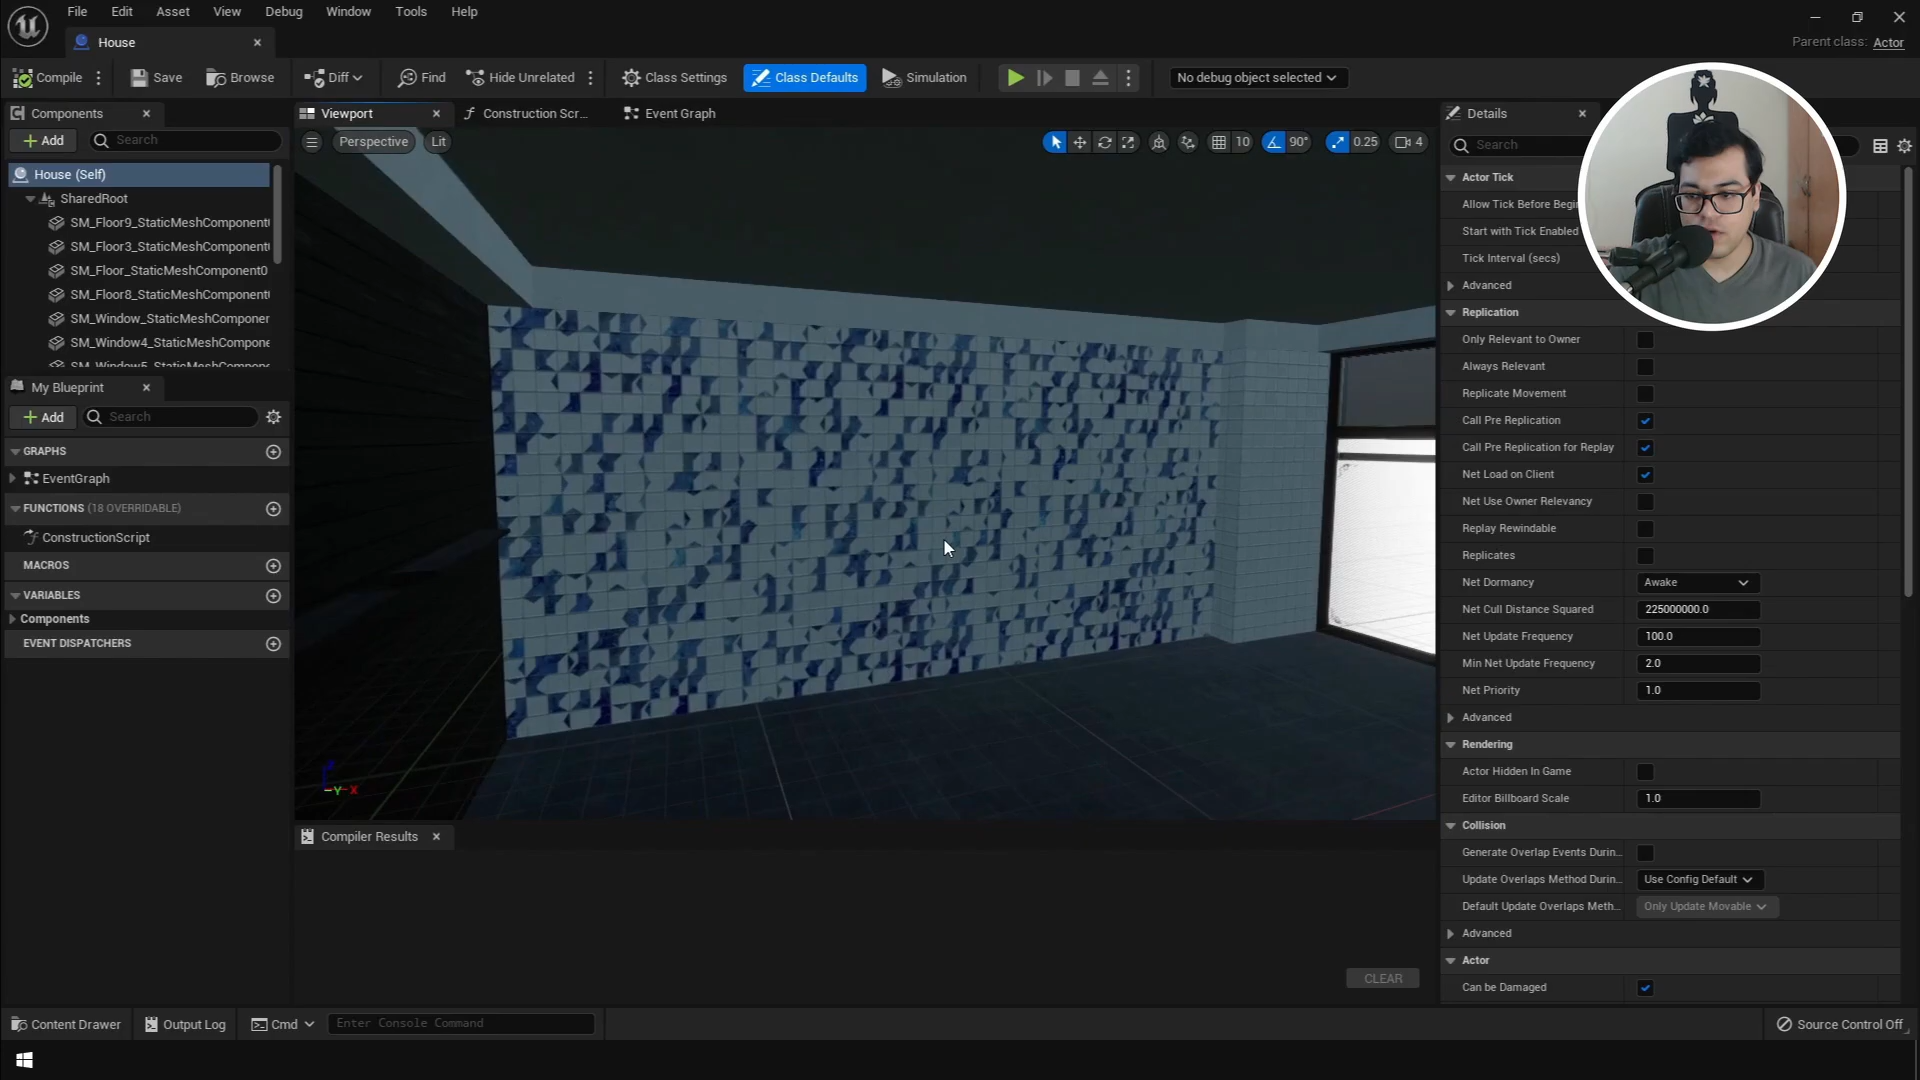 File Edit Asset View Debug Window Tools Help
House
Parent class: Actor
Compile Save Browse Diff Find Hide Unrelated Class Settings Class Defaults Simulation No debug object selected
Components
Viewport
Construction Scr...
Event Graph
Details
Add
Search
Perspective
Lit
10
90°
0.25
4
Search
House (Self)
SharedRoot
SM_Floor9_StaticMeshComponent
SM_Floor3_StaticMeshComponent
SM_Floor_StaticMeshComponent0
SM_Floor8_StaticMeshComponent
SM_Window_StaticMeshComponer
SM_Window4_StaticMeshCompone
SM_Window5_StaticMeshCompone
My Blueprint
Add
Search
GRAPHS
EventGraph
FUNCTIONS (18 OVERRIDABLE)
ConstructionScript
MACROS
VARIABLES
Components
EVENT DISPATCHERS
Z
Y
X
Compiler Results
CLEAR
Actor Tick
Allow Tick Before Begin
Start with Tick Enabled
Tick Interval (secs)
Advanced
Replication
Only Relevant to Owner
Always Relevant
Replicate Movement
Call Pre Replication
Call Pre Replication for Replay
Net Load on Client
Net Use Owner Relevancy
Replay Rewindable
Replicates
Net Dormancy Awake
Net Cull Distance Squared 225000000.0
Net Update Frequency 100.0
Min Net Update Frequency 2.0
Net Priority 1.0
Advanced
Rendering
Actor Hidden In Game
Editor Billboard Scale 1.0
Collision
Generate Overlap Events Durin...
Update Overlaps Method Durin... Use Config Default
Default Update Overlaps Meth... Only Update Movable
Advanced
Actor
Can be Damaged
Content Drawer Output Log Cmd Enter Console Command Source Control Off